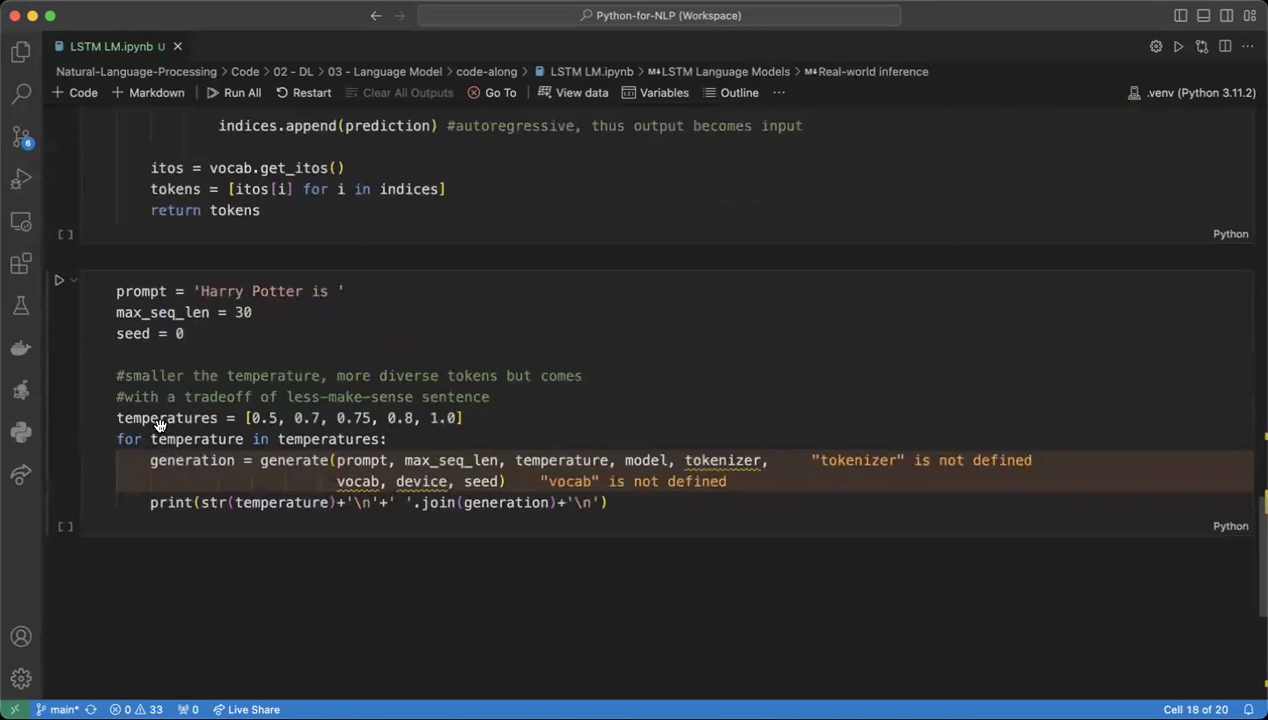 Python-for-NLP (Workspace)
LSTM LM.ipynb U
Natural-Language-Processing > Code > 02 - DL > 03 - Language Model > code-along > LSTM LM.ipynb > LSTM Language Models > Real-world inference
+ Code + Markdown Run All Restart Clear All Outputs Go To View data Variables Outline ... .venv (Python 3.11.2)
indices.append(prediction) #autoregressive, thus output becomes input
itos = vocab.get_itos()
tokens = [itos[i] for i in indices]
return tokens
[ ] Python
prompt = 'Harry Potter is '
max_seq_len = 30
seed = 0
#smaller the temperature, more diverse tokens but comes
#with a tradeoff of less-make-sense sentence
temperatures = [0.5, 0.7, 0.75, 0.8, 1.0]
for temperature in temperatures:
generation = generate(prompt, max_seq_len, temperature, model, tokenizer, "tokenizer" is not defined
vocab, device, seed) "vocab" is not defined
print(str(temperature)+'\n'+' '.join(generation)+'\n')
[ ] Python
6
main* 0 33 0 Live Share Cell 18 of 20